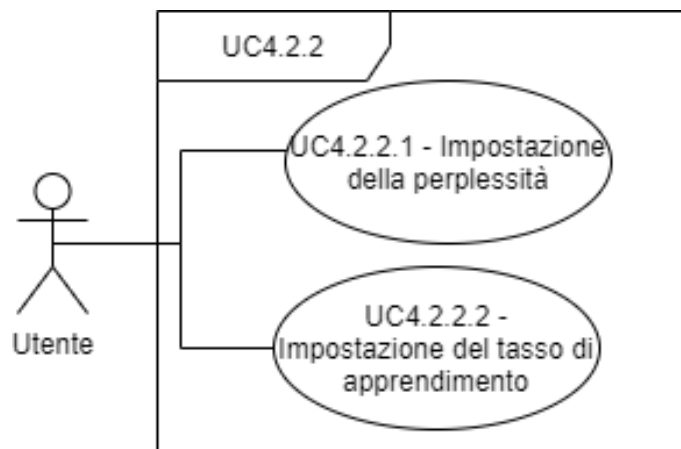 UC4.2.2
UC4.2.2.1 - Impostazione
della perplessità
Utente
UC4.2.2.2 -
Impostazione del tasso di
apprendimento